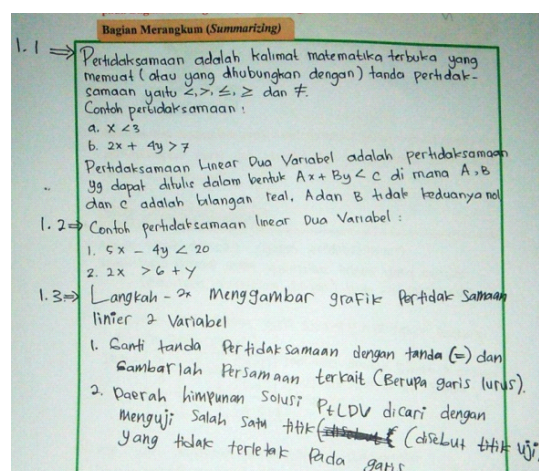 Bagian Merangkum (Summarizing)
1.1 ⇒ Pertidaksamaan adalah kalimat matematika terbuka yang
memuat (atau yang dhubungkan dengan) tanda pertidak-
samaan yaitu <,>, ≤, ≥ dan ≠.
Contoh pertidaksamaan :
a. x <3
b. 2x + 4y > 7
Pertidaksamaan Linear Dua Variabel adalah pertidaksamaan
yg dapat ditulis dalam bentuk Ax + By < c di mana A,B
dan c adalah bilangan real, A dan B tidak keduanya nol
1.2 ⇒ Contoh pertidaksamaan linear Dua Variabel :
1. 5x - 4y < 20
2. 2x > 6 + y
1.3 ⇒ Langkah - 2x menggambar grafik Pertidak samaan
linier 2 Variabel
1. Ganti tanda Pertidaksamaan dengan tanda (=) dan
Gambarlah Persamaan terkait (Berupa garis lurus).
2. Daerah himpunan Solusi PtLDV dicari dengan
menguji Salah Satu titik (disebut titik uji
yang tidak terletak Pada garis